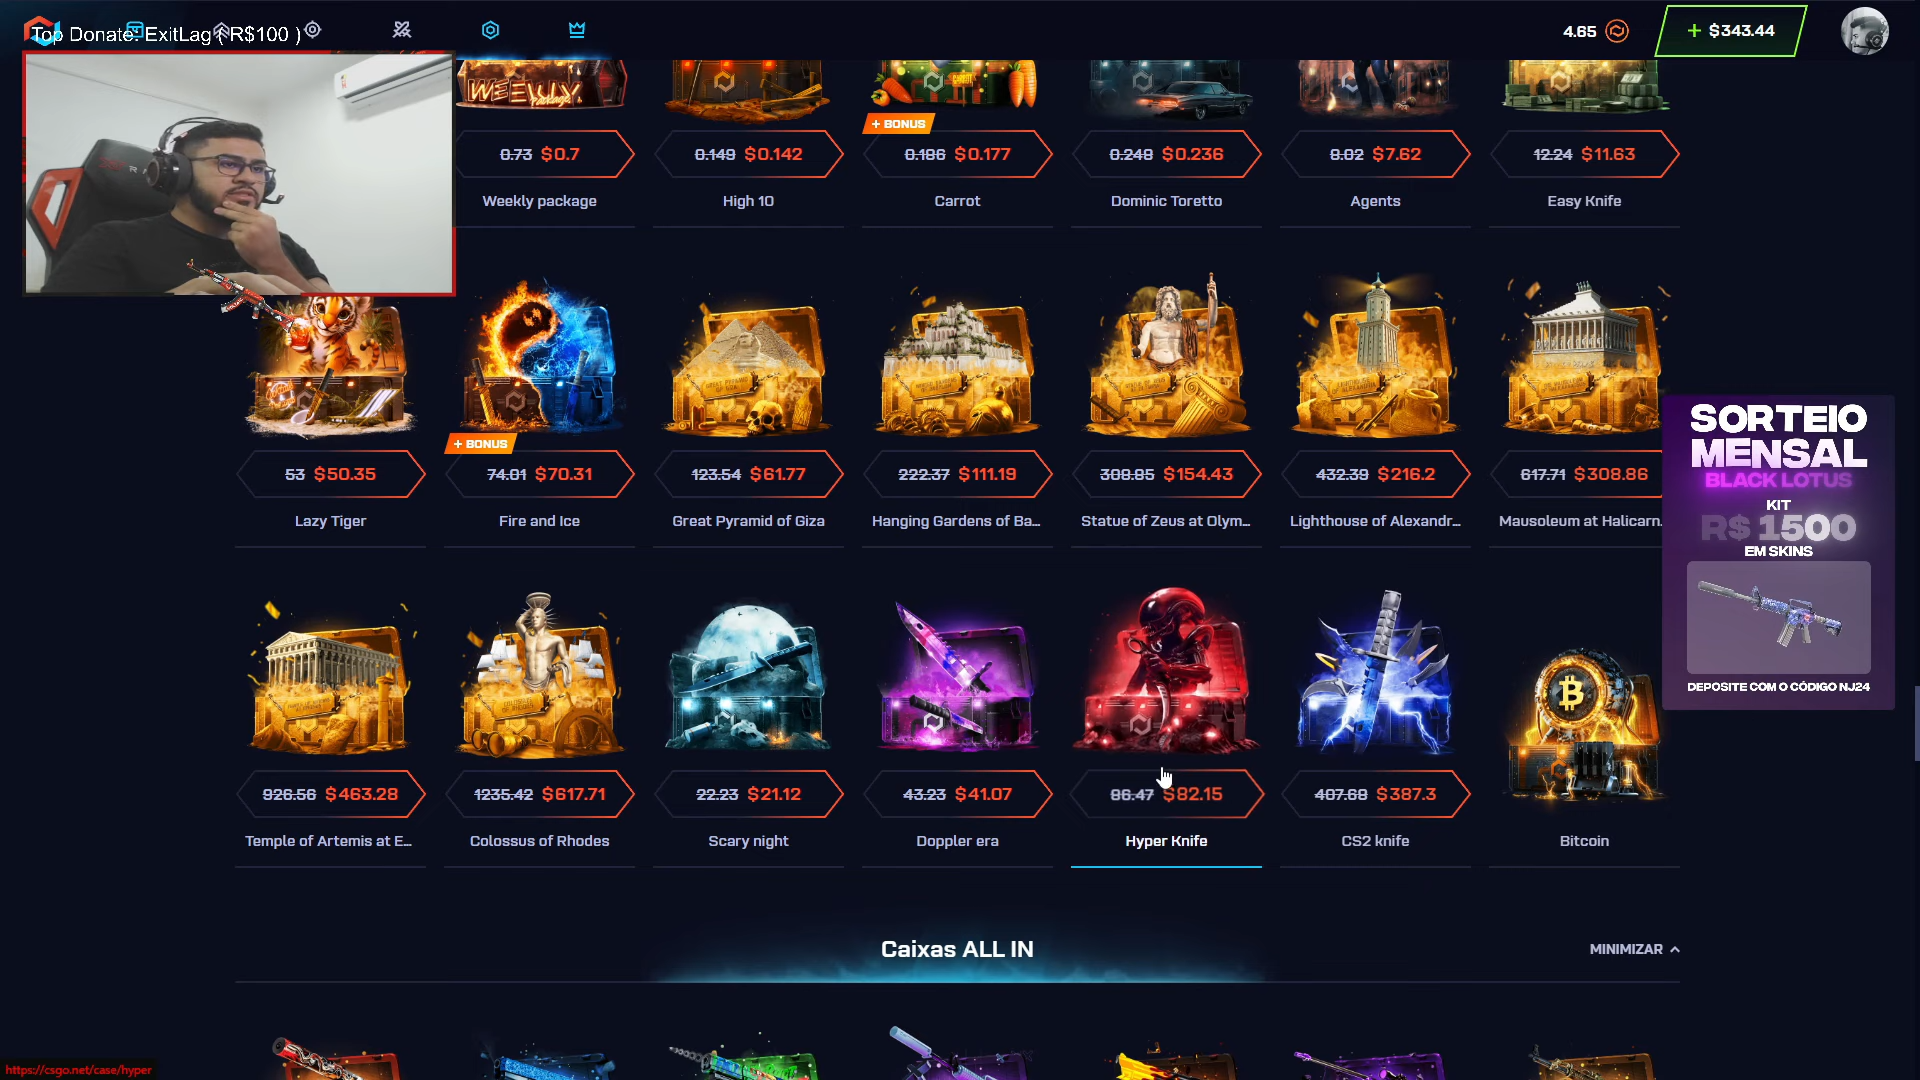 Top Donate: ExitLag ( R$100 )
4.65
+ $343.44
WEEKLY
CARROT
+ BONUS
0.73 $0.7
0.149 $0.142
0.186 $0.177
0.248 $0.236
8.02 $7.62
12.24 $11.63
Weekly package
High 10
Carrot
Dominic Toretto
Agents
Easy Knife
+ BONUS
53 $50.35
74.01 $70.31
123.54 $61.77
222.37 $111.19
308.85 $154.43
432.39 $216.2
617.71 $308.86
Lazy Tiger
Fire and Ice
Great Pyramid of Giza
Hanging Gardens of Ba...
Statue of Zeus at Olym...
Lighthouse of Alexandr...
Mausoleum at Halicarn.
SORTEIO
MENSAL
BLACK LOTUS
KIT
R$ 1500
EM SKINS
DEPOSITE COM O CÓDIGO NJ24
926.56 $463.28
1235.42 $617.71
22.23 $21.12
43.23 $41.07
86.47 $82.15
407.68 $387.3
Temple of Artemis at E...
Colossus of Rhodes
Scary night
Doppler era
Hyper Knife
CS2 knife
Bitcoin
Caixas ALL IN
MINIMIZAR
https://csgo.net/case/hyper